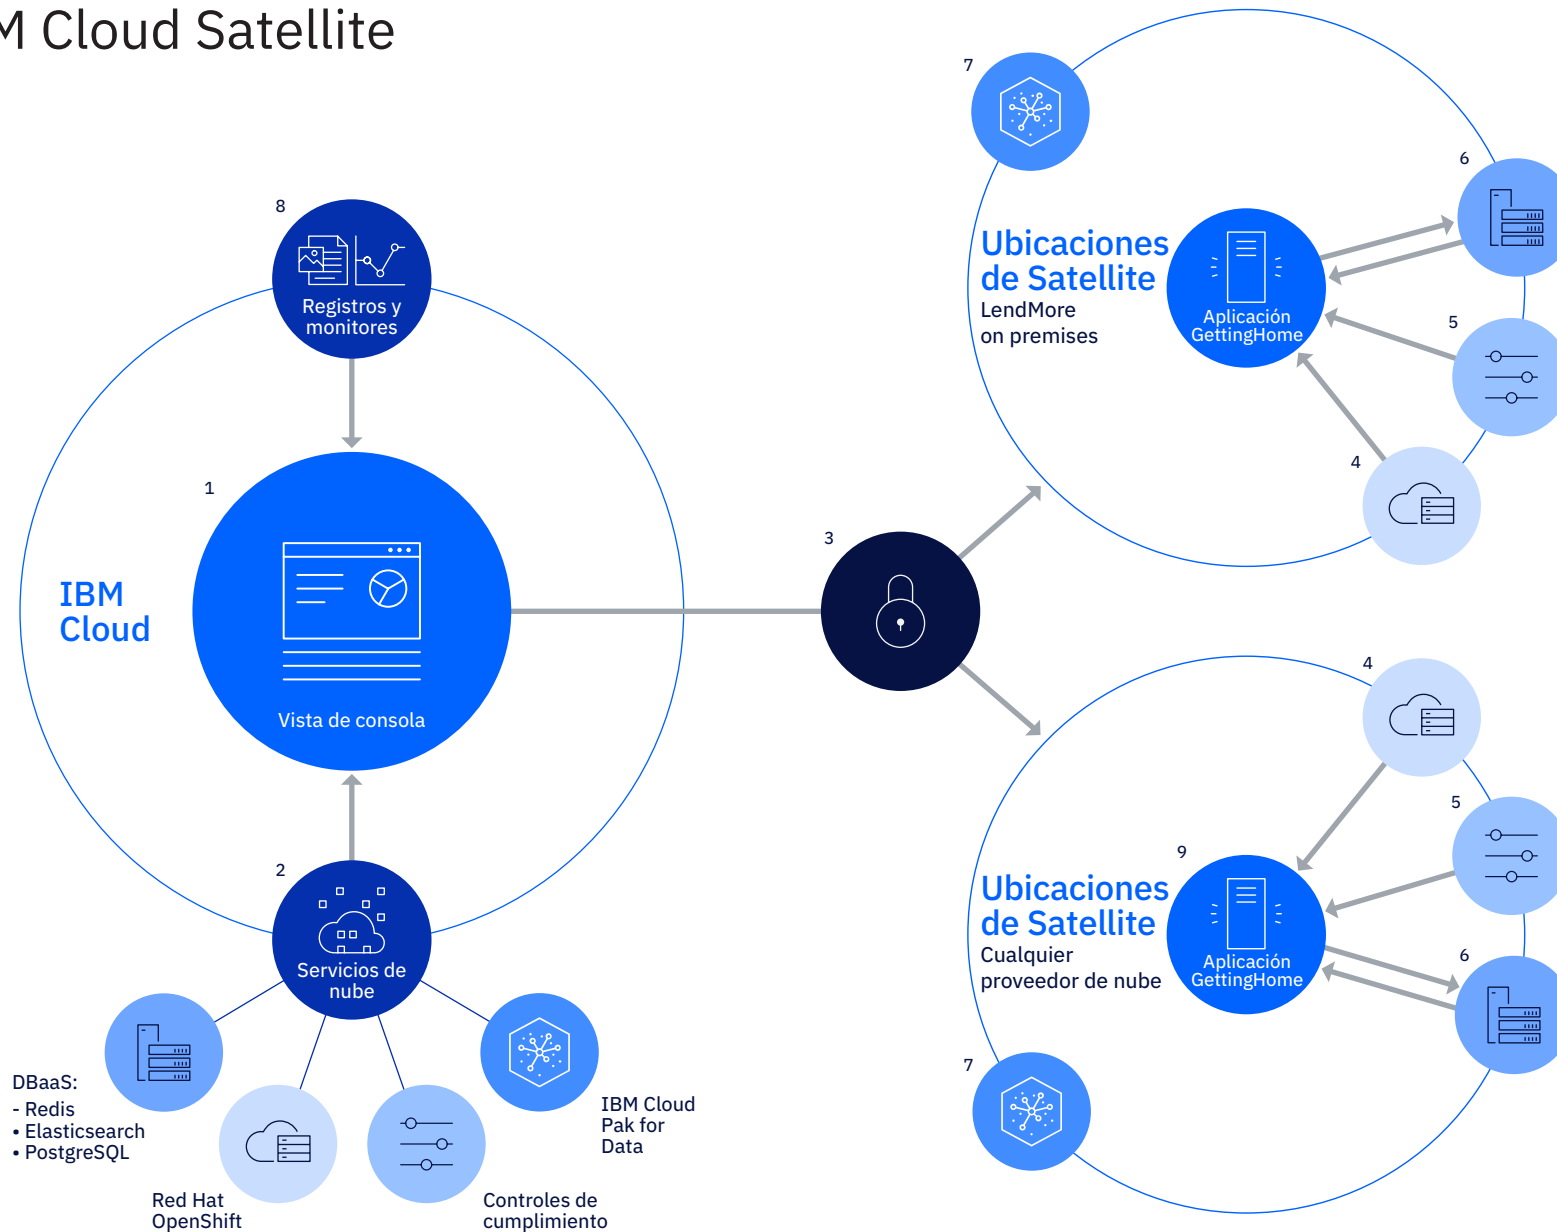 M Cloud Satellite
7
6
8
Registros y
monitores
Ubicaciones
de Satellite
LendMore
on premises
Aplicación
GettingHome
5
4
1
IBM
Cloud
Vista de consola
3
4
5
2
9
Ubicaciones
de Satellite
Cualquier
proveedor de nube
Aplicación
GettingHome
6
7
Servicios de
nube
DBaaS:
- Redis
• Elasticsearch
• PostgreSQL
Red Hat
OpenShift
Controles de
cumplimiento
IBM Cloud
Pak for
Data